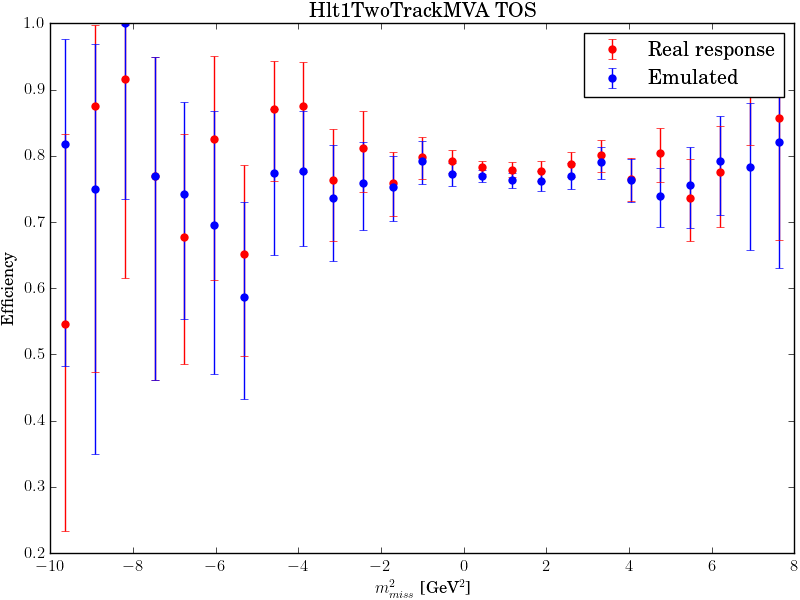 Hlt1TwoTrackMVA TOS
1.0
0.9
0.8
0.7
0.6
0.5
0.4
0.3
0.2
Efficiency
Real response
Emulated
−10 −8 −6 −4 −2 0 2 4 6 8
m²miss [GeV²]